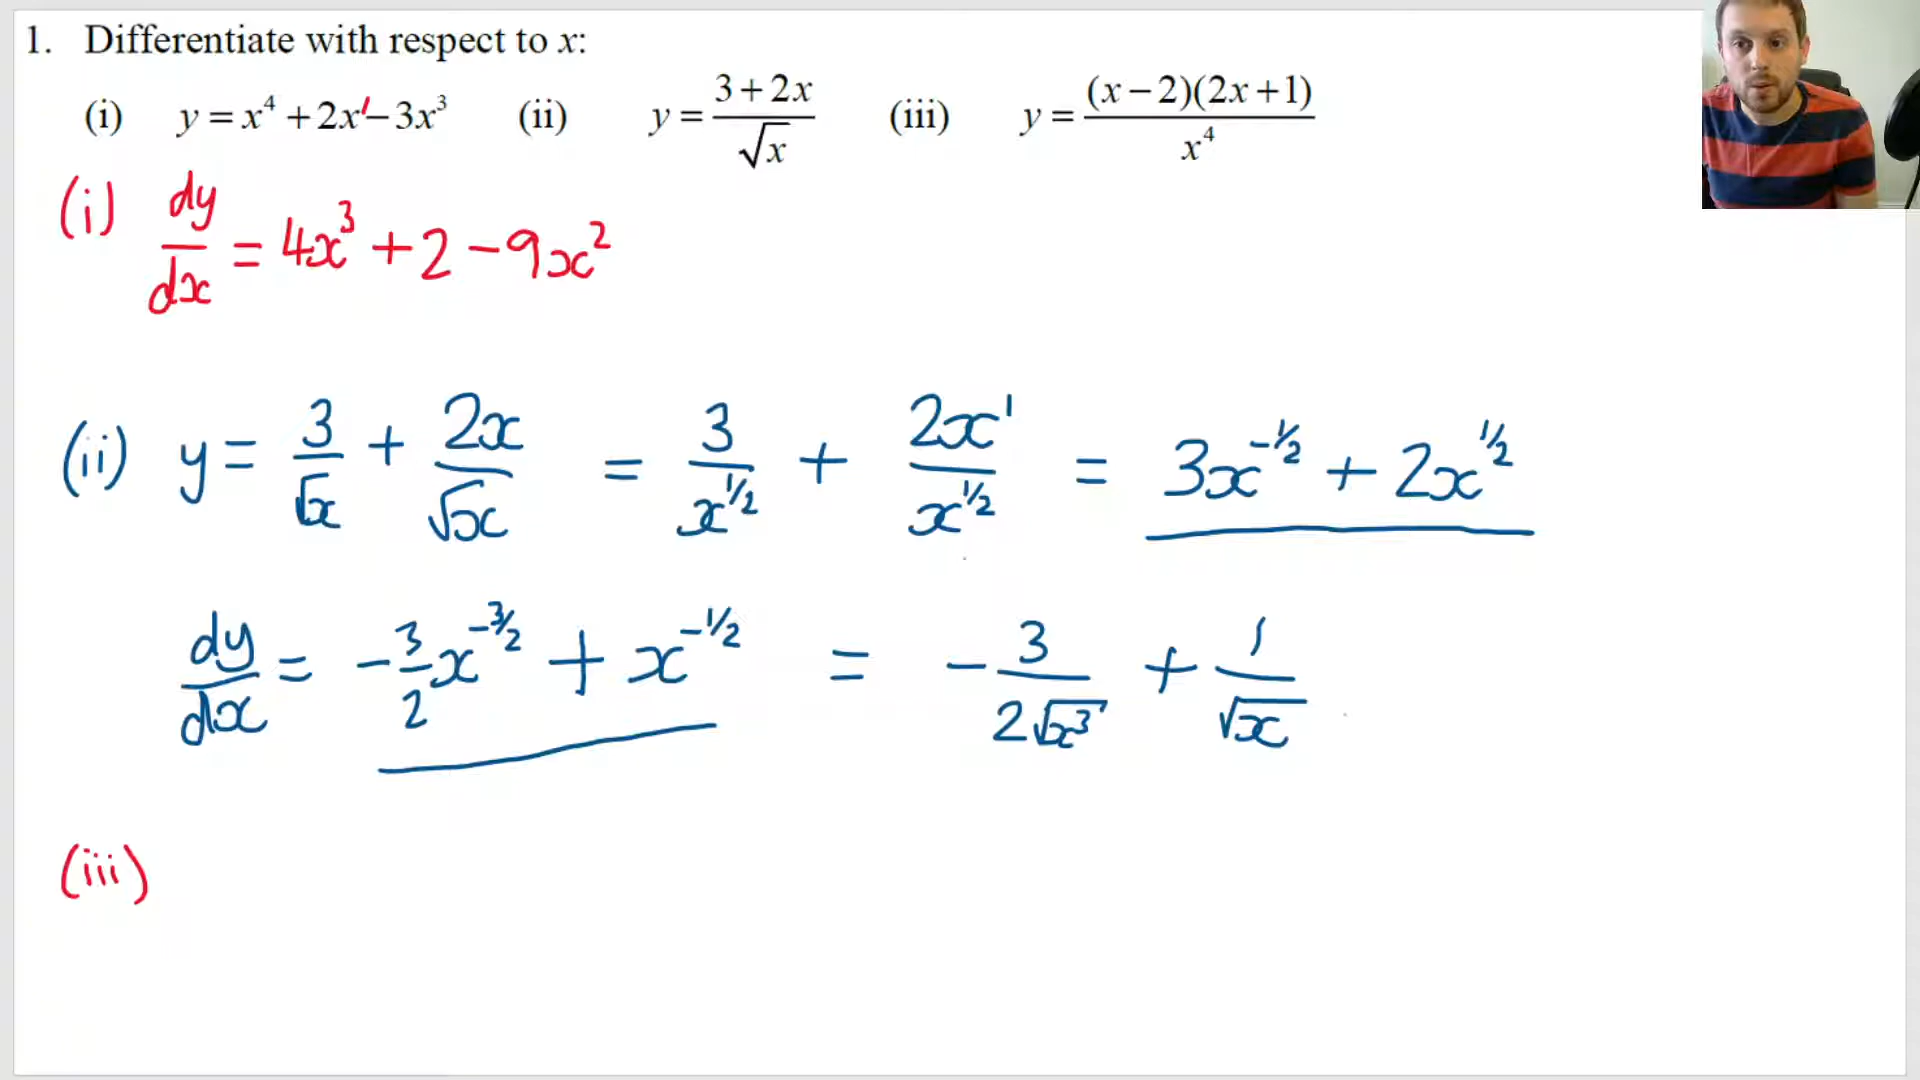 1. Differentiate with respect to x:
(i) y = x⁴ + 2x¹ − 3x³ (ii) y = (3 + 2x)/√x (iii) y = (x − 2)(2x + 1)/x⁴
(i) dy/dx = 4x³ + 2 − 9x²
(ii) y = 3/√x + 2x/√x = 3/x^(1/2) + 2x¹/x^(1/2) = 3x^(−1/2) + 2x^(1/2)
dy/dx = −(3/2)x^(−3/2) + x^(−1/2) = −3/(2√x³) + 1/√x
(iii)